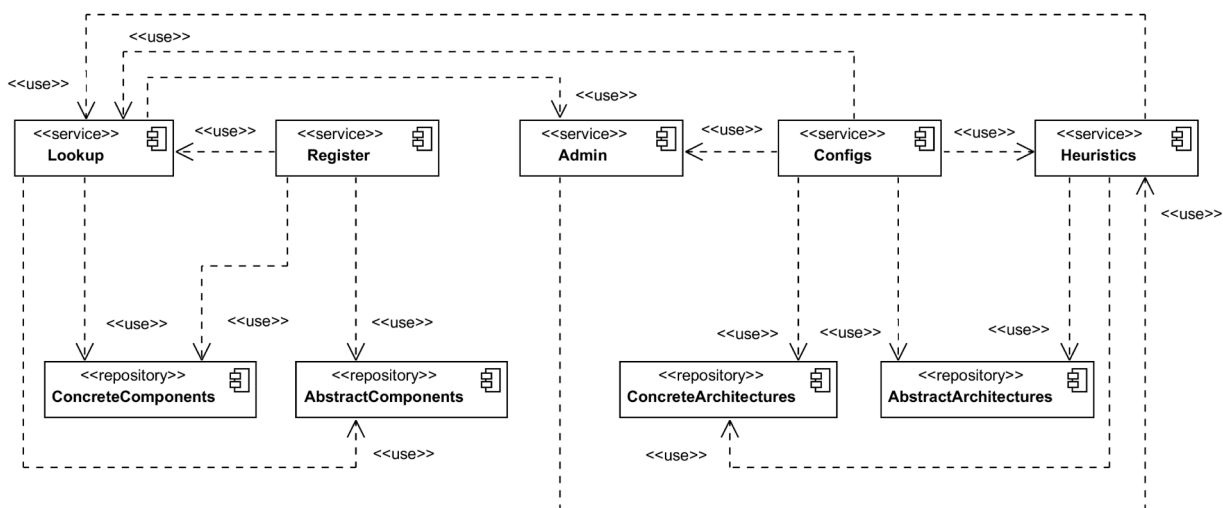 <<use>>
<<use>>
<<use>>
<<service>>
Lookup
<<use>>
<<service>>
Register
<<service>>
Admin
<<use>>
<<service>>
Configs
<<use>>
<<service>>
Heuristics
<<use>>
<<use>>
<<use>>
<<use>>
<<use>>
<<use>>
<<use>>
<<repository>>
ConcreteComponents
<<repository>>
AbstractComponents
<<repository>>
ConcreteArchitectures
<<repository>>
AbstractArchitectures
<<use>>
<<use>>